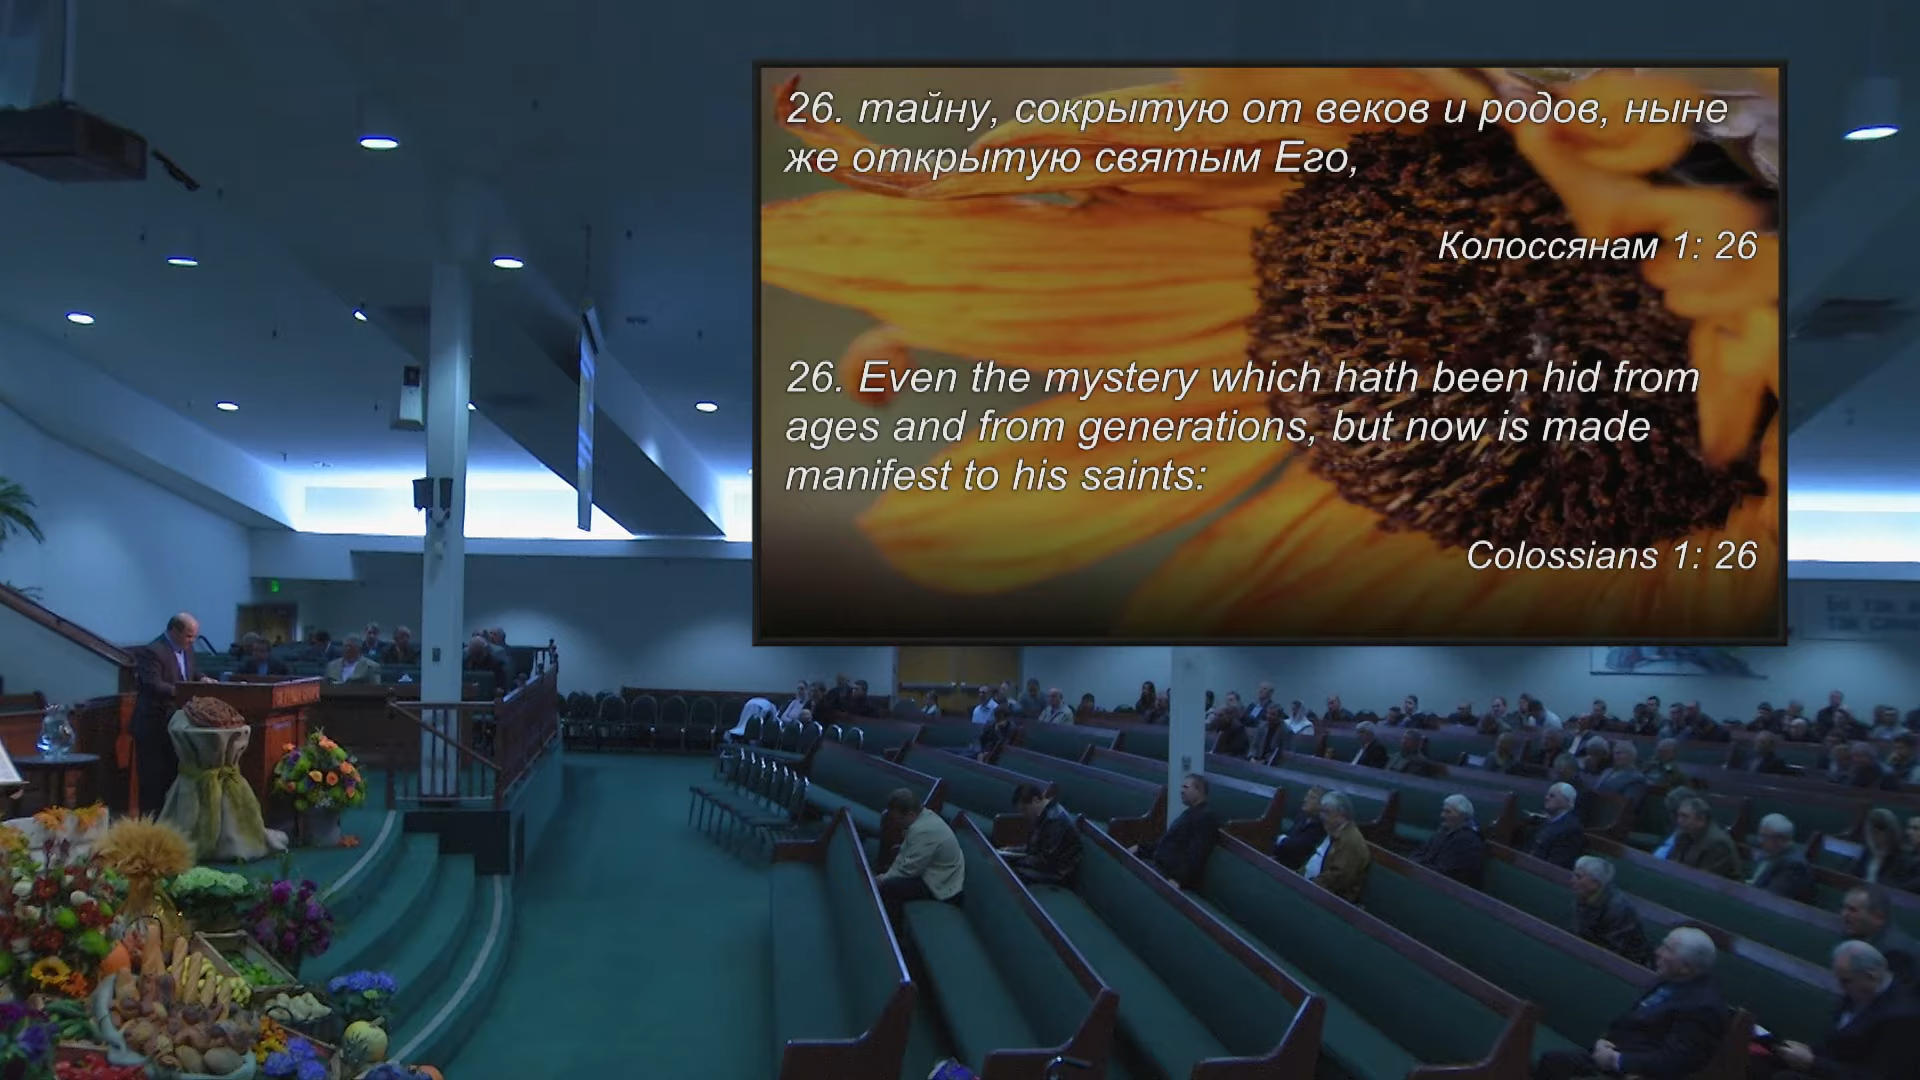 26. тайну, сокрытую от веков и родов, ныне
же открытую святым Его,
Колоссянам 1: 26
26. Even the mystery which hath been hid from
ages and from generations, but now is made
manifest to his saints:
Colossians 1: 26